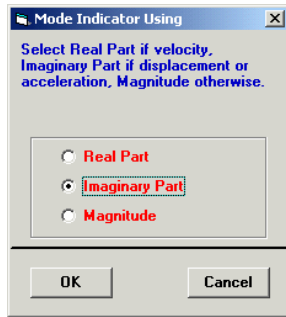 Mode Indicator Using
Select Real Part if velocity,
Imaginary Part if displacement or
acceleration, Magnitude otherwise.
Real Part
Imaginary Part
Magnitude
OK
Cancel